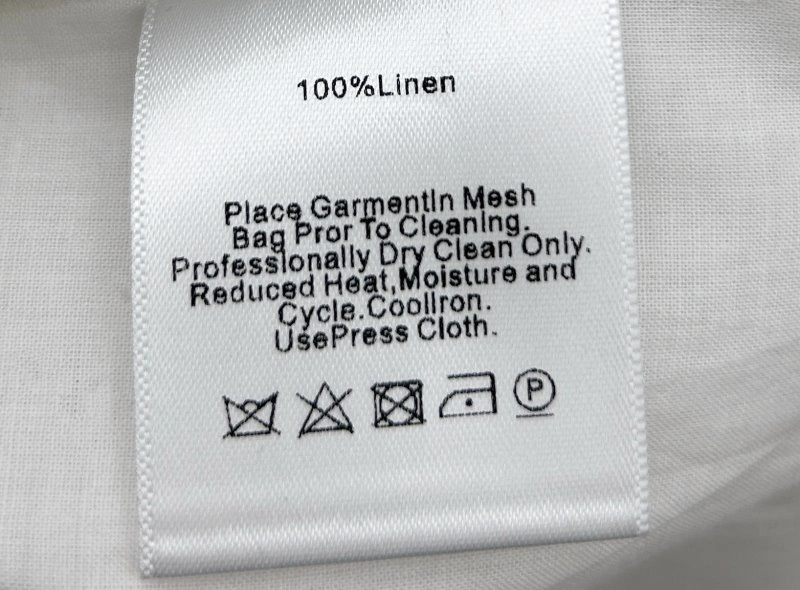 100%Linen
Place GarmentIn Mesh
Bag Pror To Cleaning.
Professionally Dry Clean Only.
Reduced Heat,Moisture and
Cycle.CoolIron.
UsePress Cloth.
P